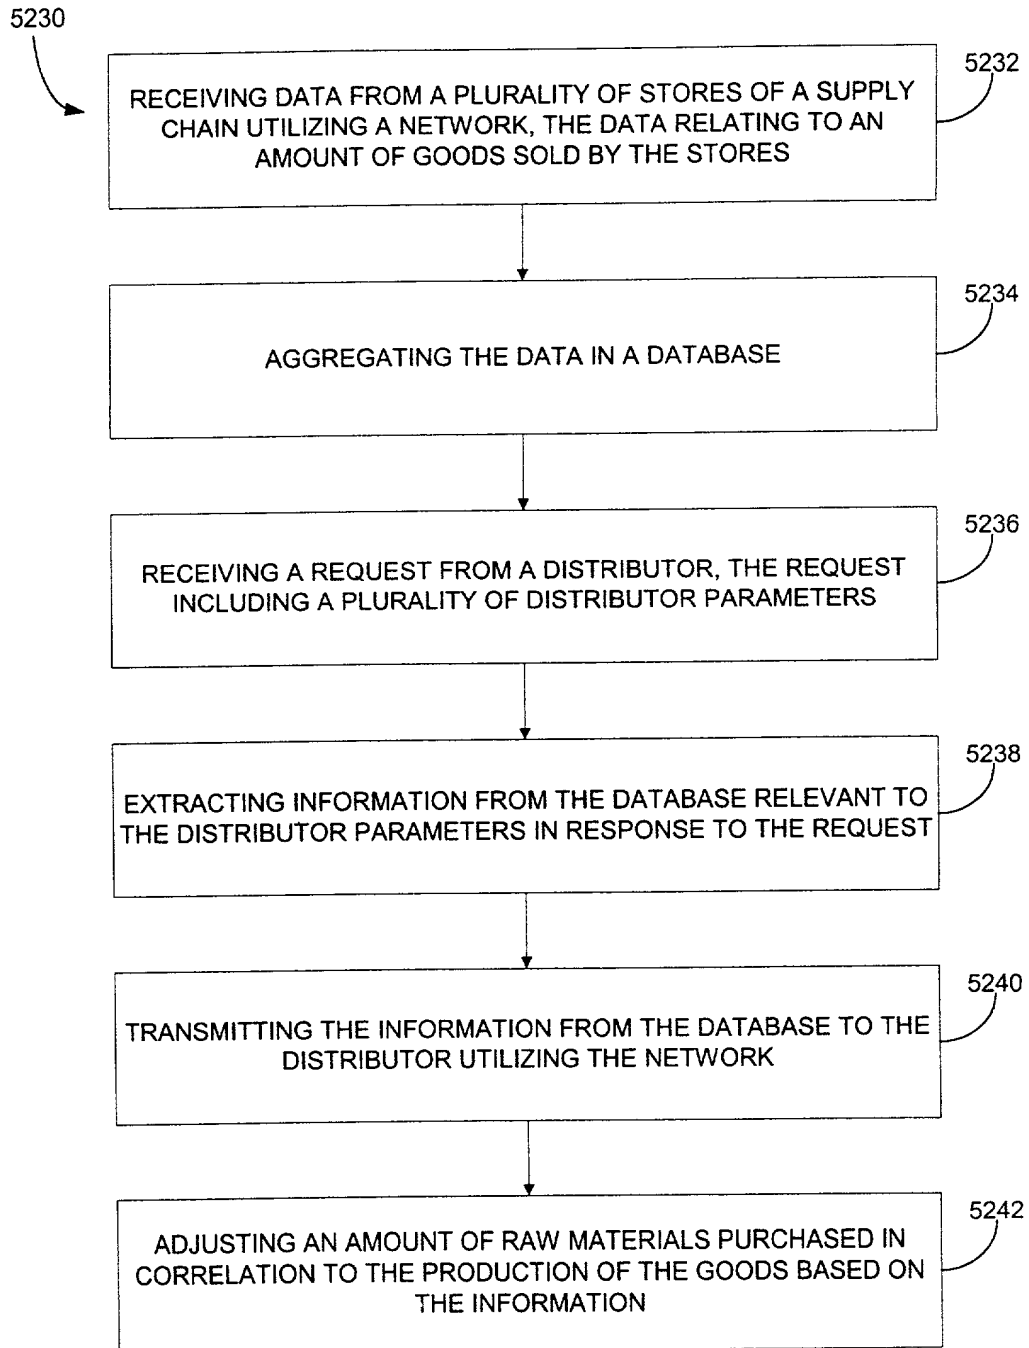 5230
5232
RECEIVING DATA FROM A PLURALITY OF STORES OF A SUPPLY
CHAIN UTILIZING A NETWORK, THE DATA RELATING TO AN
AMOUNT OF GOODS SOLD BY THE STORES
5234
AGGREGATING THE DATA IN A DATABASE
5236
RECEIVING A REQUEST FROM A DISTRIBUTOR, THE REQUEST
INCLUDING A PLURALITY OF DISTRIBUTOR PARAMETERS
5238
EXTRACTING INFORMATION FROM THE DATABASE RELEVANT TO
THE DISTRIBUTOR PARAMETERS IN RESPONSE TO THE REQUEST
5240
TRANSMITTING THE INFORMATION FROM THE DATABASE TO THE
DISTRIBUTOR UTILIZING THE NETWORK
5242
ADJUSTING AN AMOUNT OF RAW MATERIALS PURCHASED IN
CORRELATION TO THE PRODUCTION OF THE GOODS BASED ON
THE INFORMATION